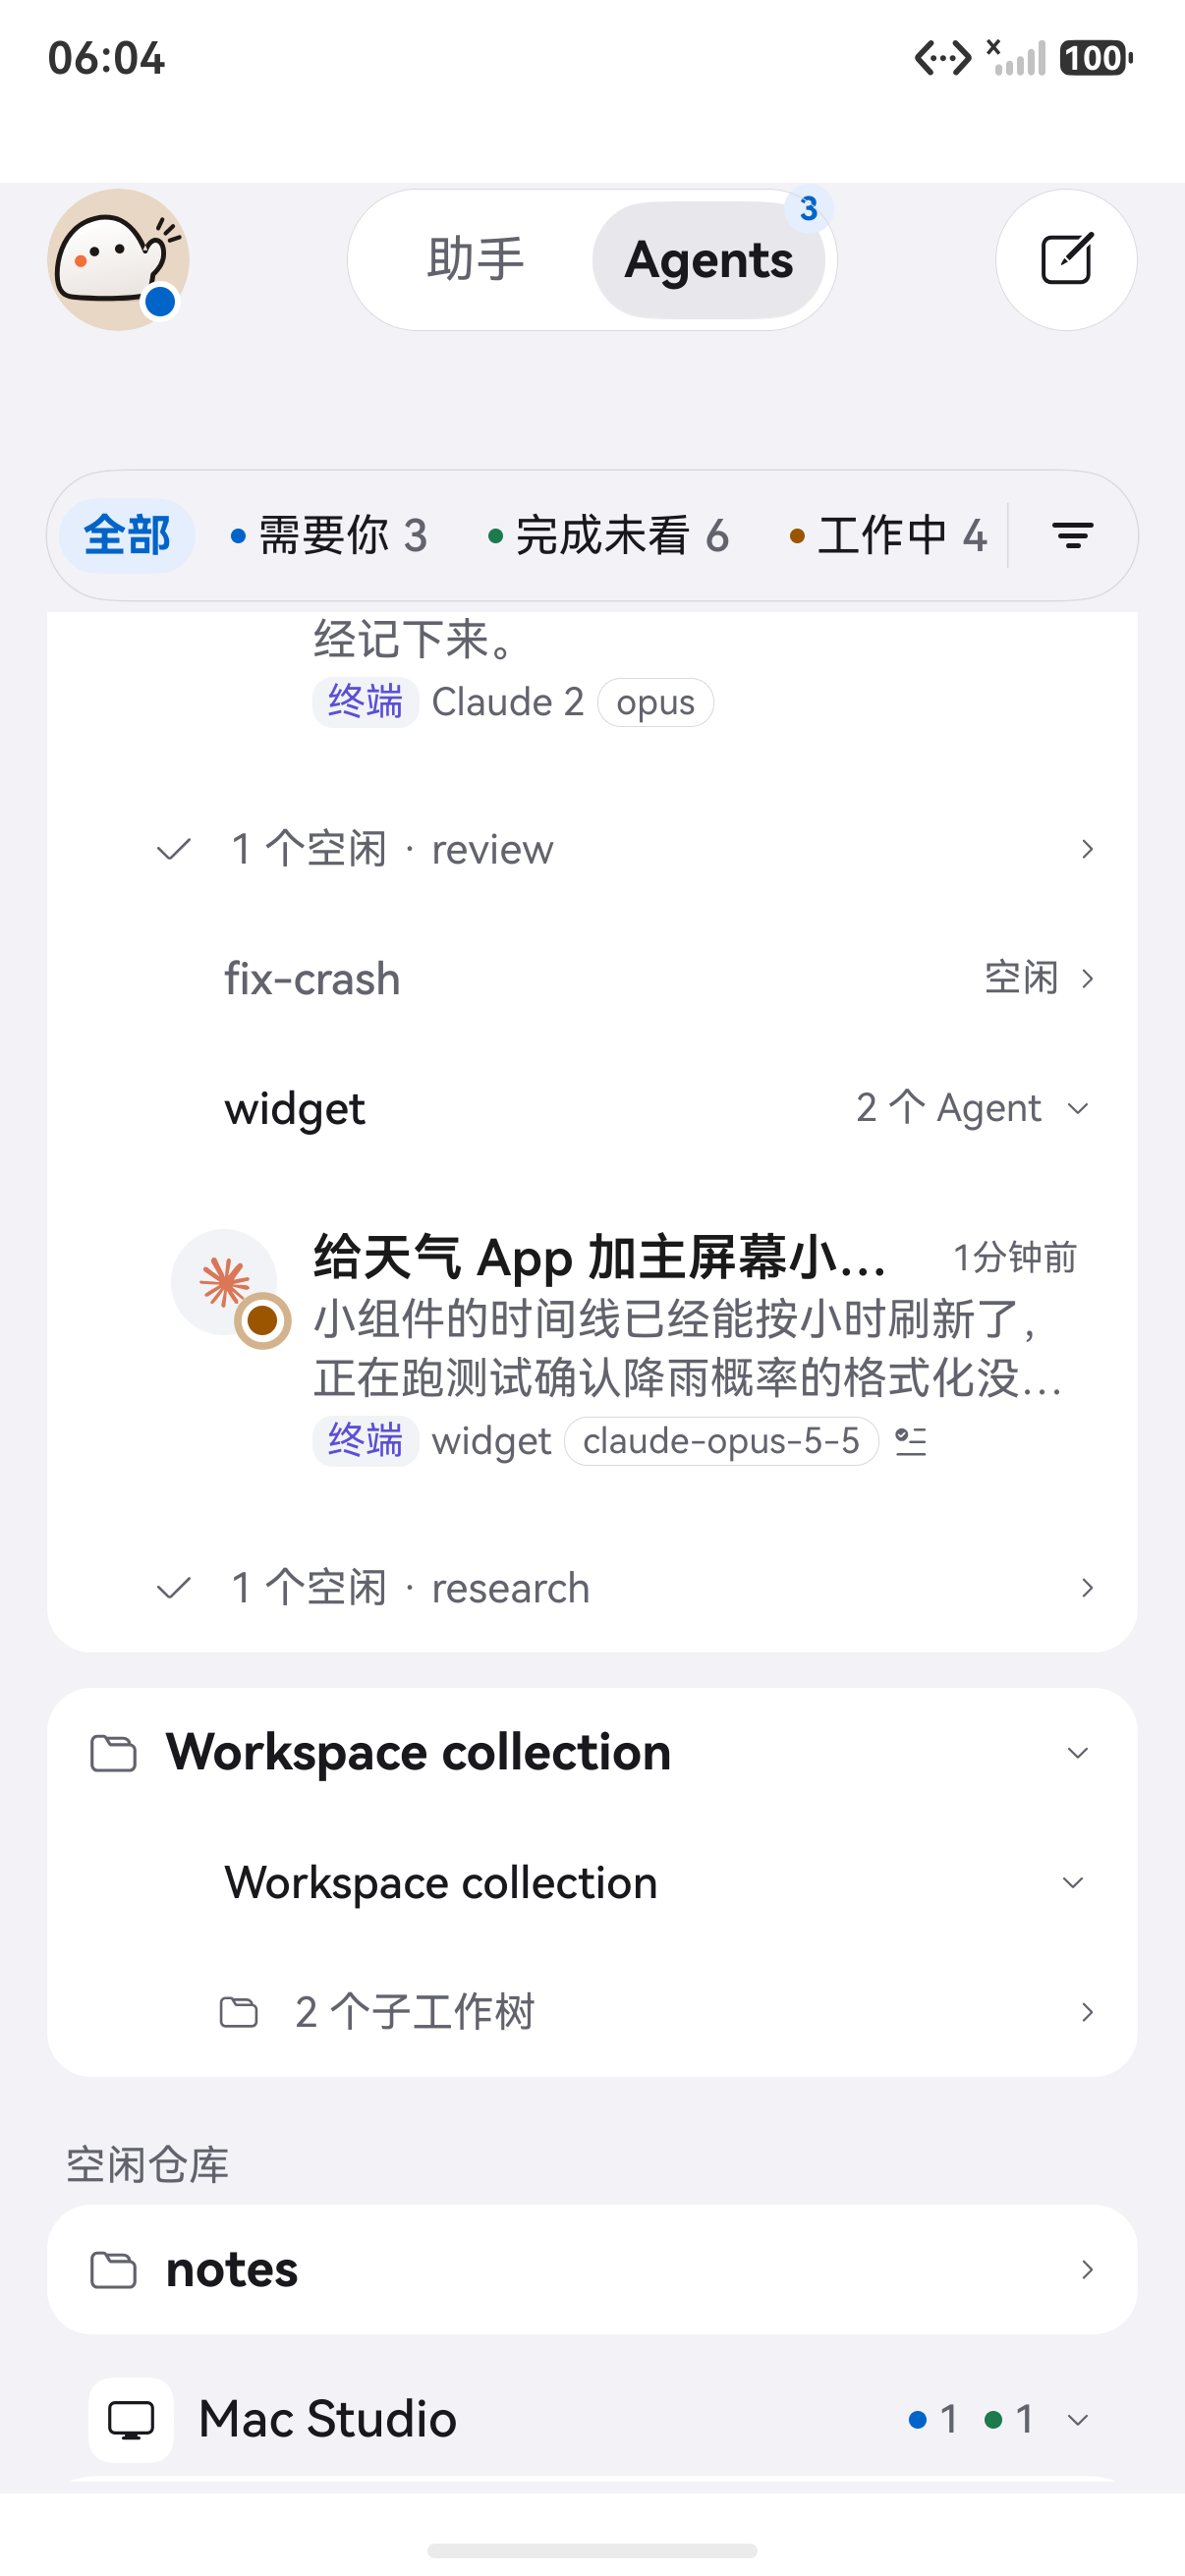 06:04
100
助手
Agents
3
全部
需要你 3
完成未看 6
工作中 4
经记下来。
终端 Claude 2 opus
1 个空闲 · review
fix-crash
空闲
widget
2 个 Agent
给天气 App 加主屏幕小...
1分钟前
小组件的时间线已经能按小时刷新了,
正在跑测试确认降雨概率的格式化没...
终端 widget claude-opus-5-5
1 个空闲 · research
Workspace collection
Workspace collection
2 个子工作树
空闲仓库
notes
Mac Studio
1
1